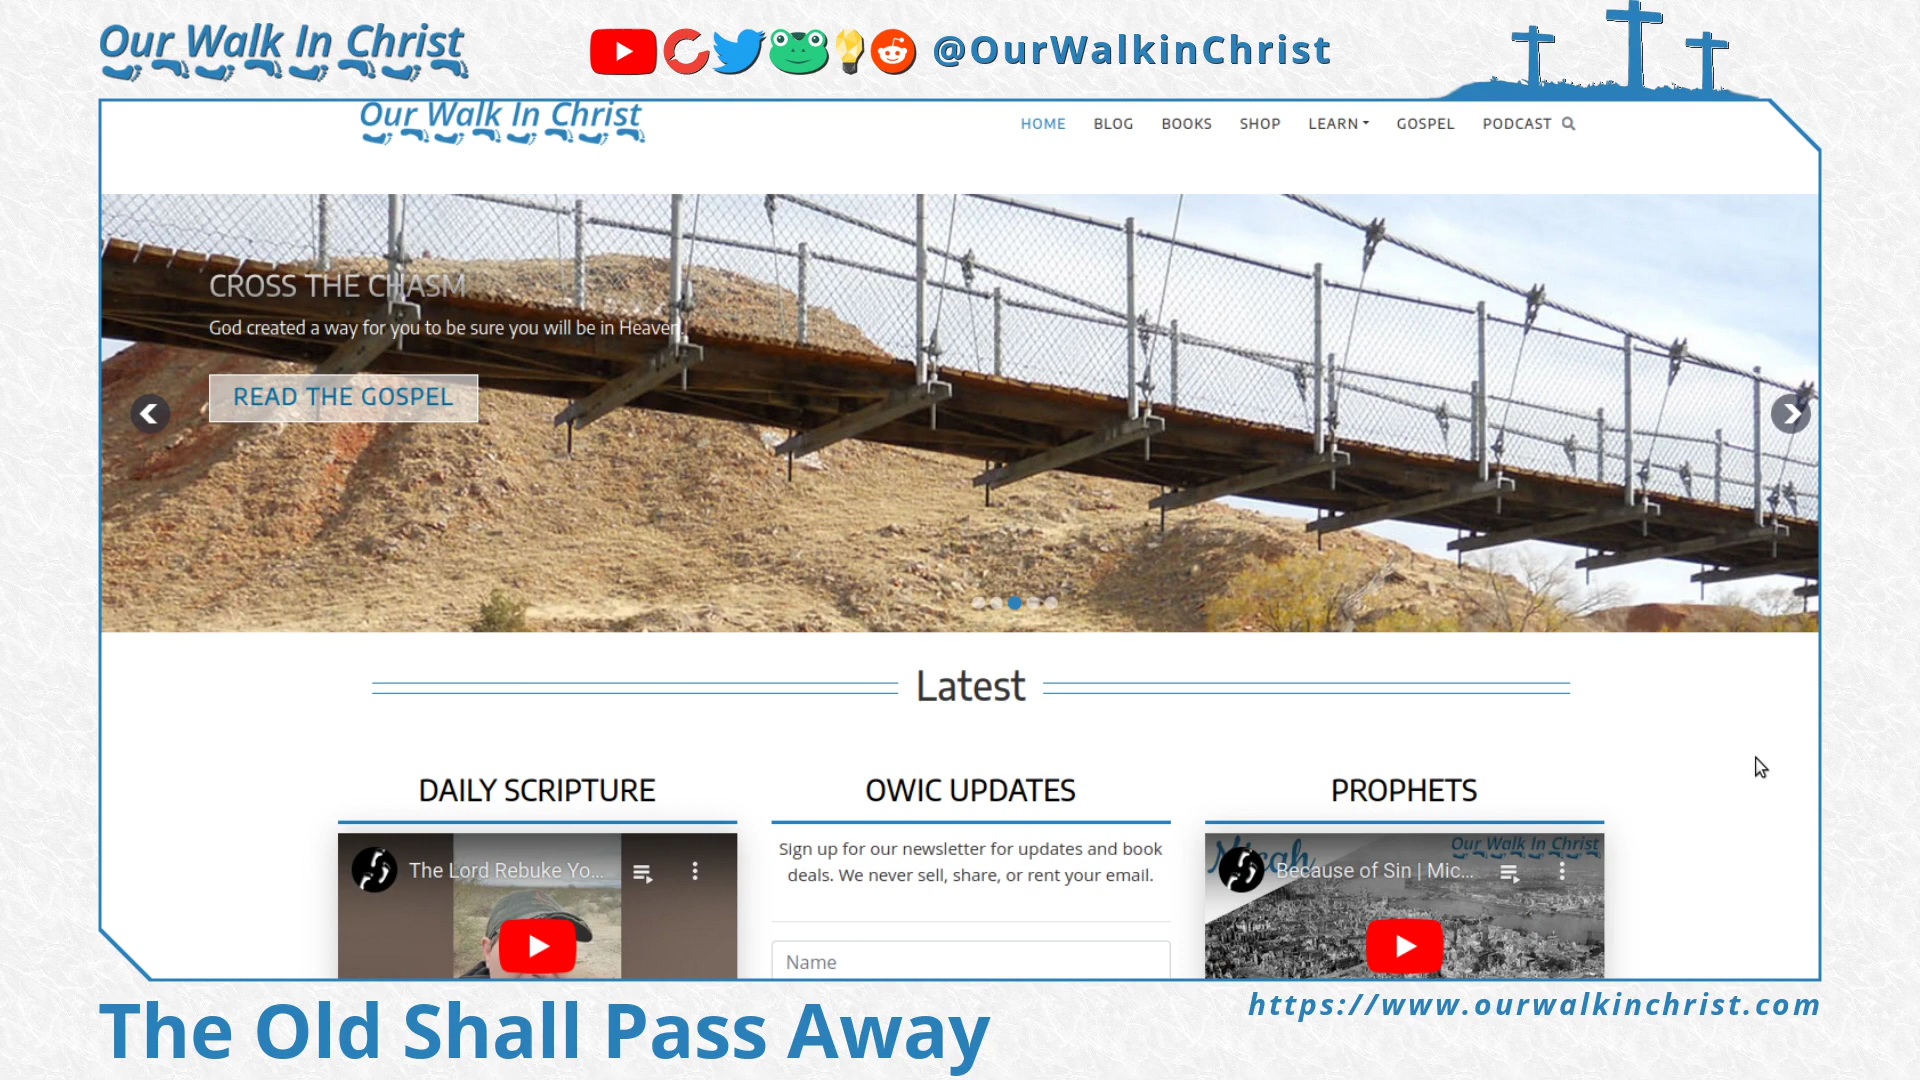 Our Walk In Christ
@OurWalkinChrist
Our Walk In Christ
HOME BLOG BOOKS SHOP LEARN GOSPEL PODCAST
CROSS THE CHASM
God created a way for you to be sure you will be in Heaven.
READ THE GOSPEL
Latest
DAILY SCRIPTURE
The Lord Rebuke Yo...
OWIC UPDATES
Sign up for our newsletter for updates and book
deals. We never sell, share, or rent your email.
Name
PROPHETS
Micah
Our Walk In Christ
Because of Sin | Mic...
The Old Shall Pass Away
https://www.ourwalkinchrist.com